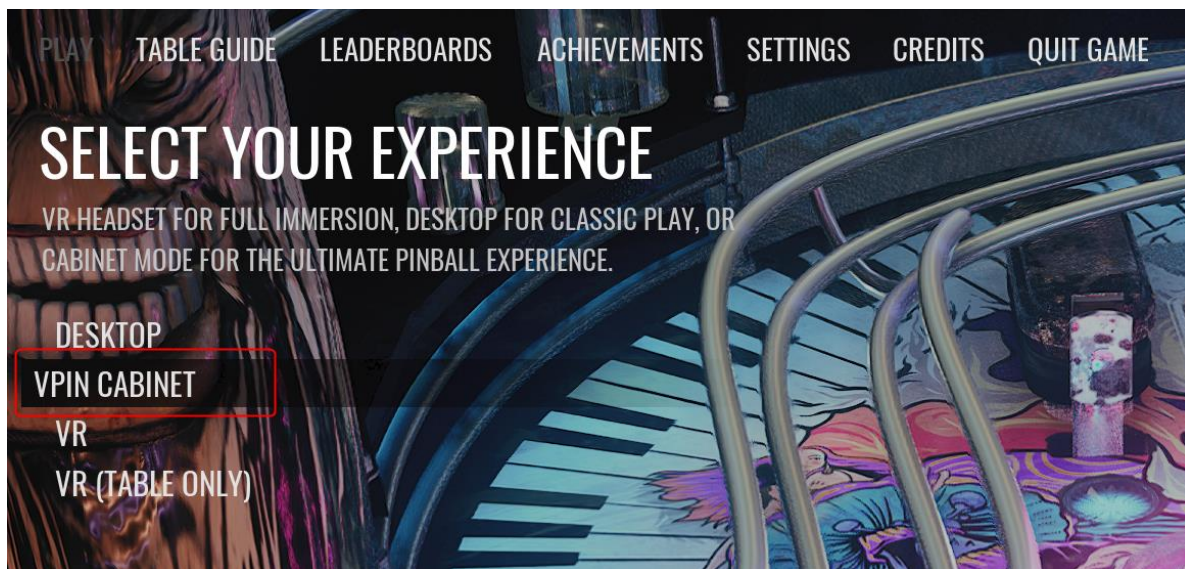 PLAY TABLE GUIDE LEADERBOARDS ACHIEVEMENTS SETTINGS CREDITS QUIT GAME
SELECT YOUR EXPERIENCE
VR HEADSET FOR FULL IMMERSION, DESKTOP FOR CLASSIC PLAY, OR
CABINET MODE FOR THE ULTIMATE PINBALL EXPERIENCE.
DESKTOP
VPIN CABINET
VR
VR (TABLE ONLY)